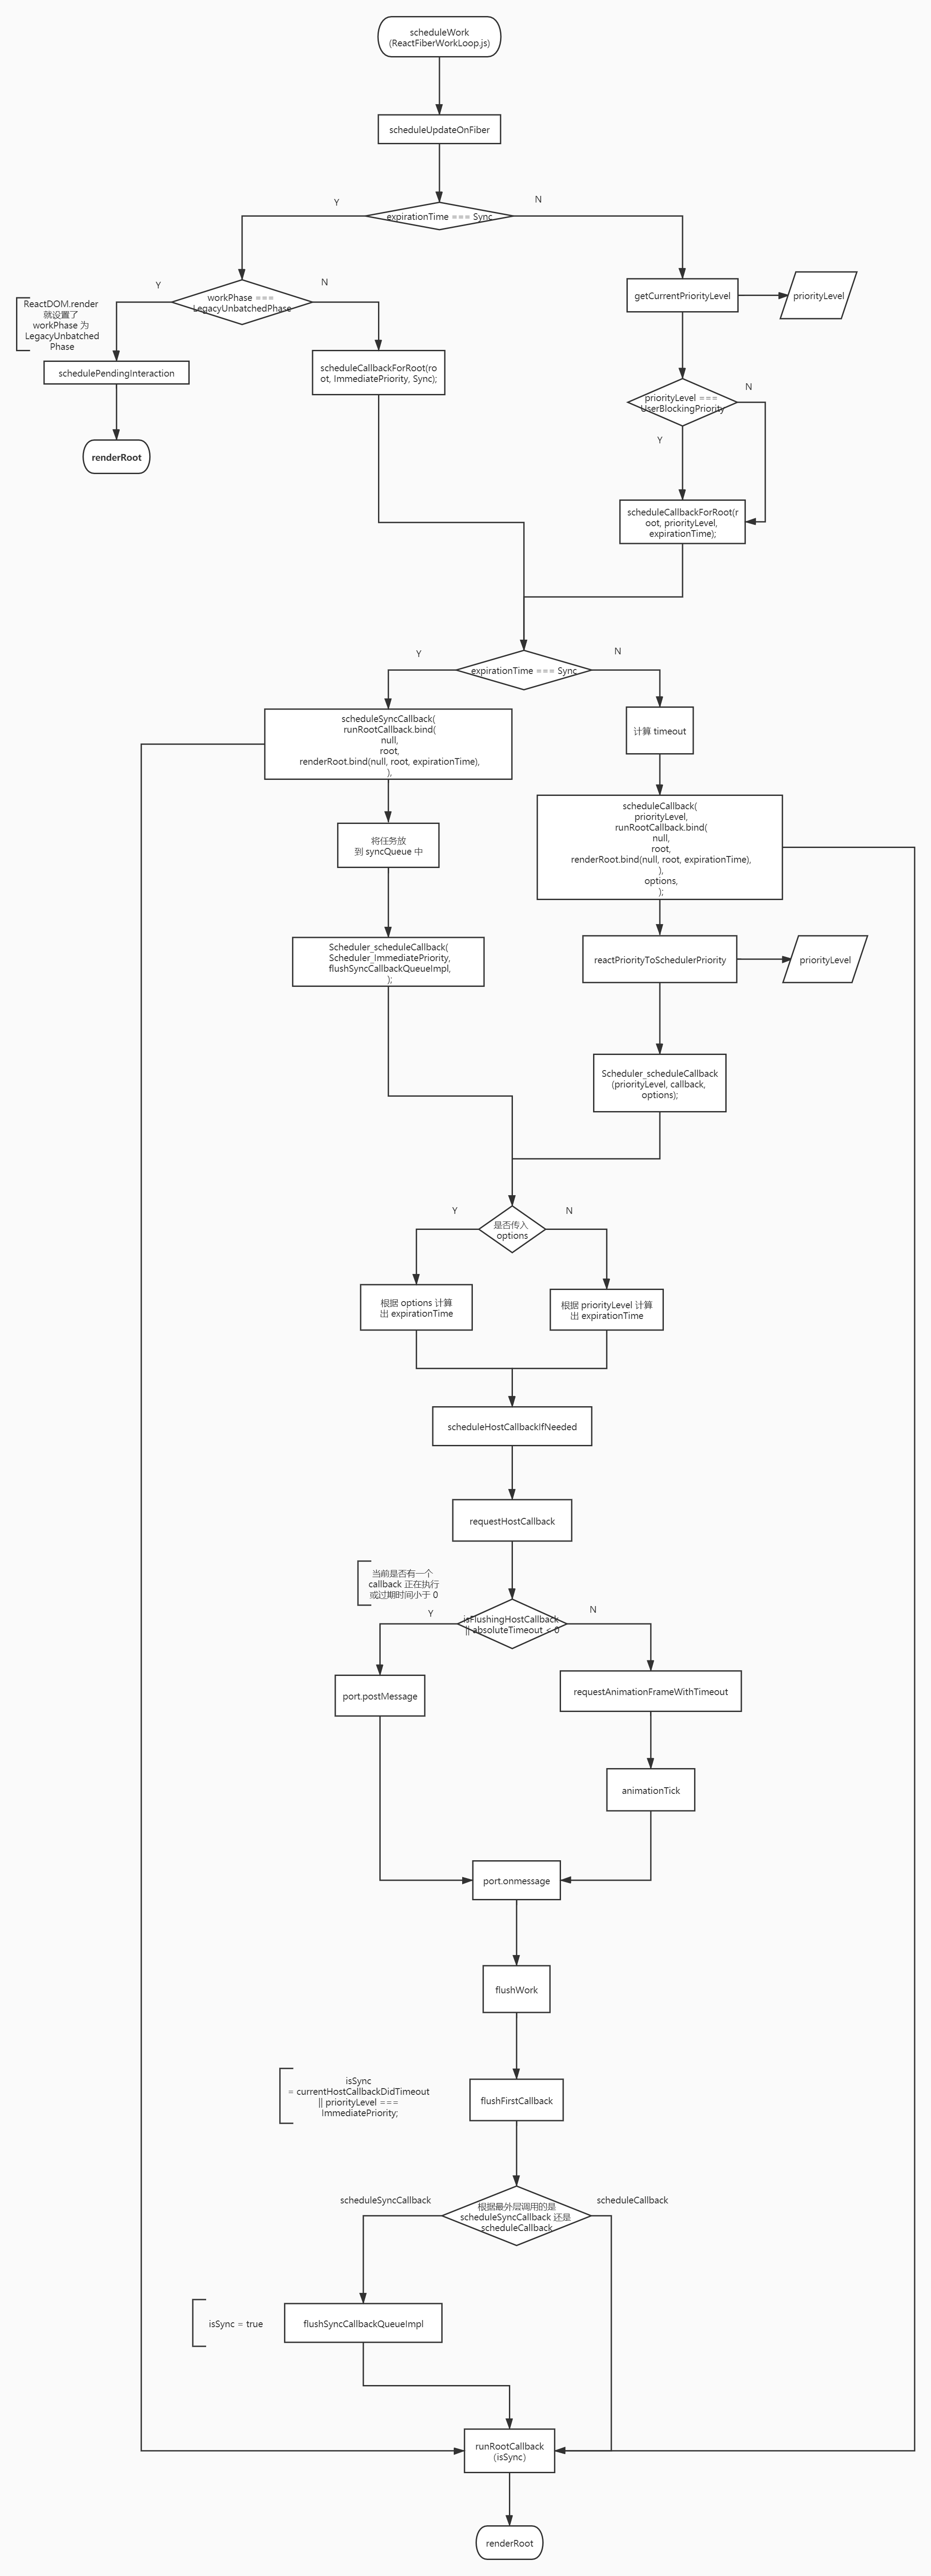 scheduleWork
(ReactFiberWorkLoop.js)
scheduleUpdateOnFiber
Y
N
expirationTime === Sync
Y
N
workPhase ===
LegacyUnbatchedPhase
getCurrentPriorityLevel
priorityLevel
ReactDOM.render
就设置了
workPhase 为
LegacyUnbatched
Phase
schedulePendingInteraction
scheduleCallbackForRoot(ro
ot, ImmediatePriority, Sync);
priorityLevel ===
UserBlockingPriority
N
Y
renderRoot
scheduleCallbackForRoot(r
oot, priorityLevel,
expirationTime);
Y
N
expirationTime === Sync
scheduleSyncCallback(
runRootCallback.bind(
null,
root,
renderRoot.bind(null, root, expirationTime),
),
计算 timeout
将任务放
到 syncQueue 中
scheduleCallback(
priorityLevel,
runRootCallback.bind(
null,
root,
renderRoot.bind(null, root, expirationTime),
),
options,
);
Scheduler_scheduleCallback(
Scheduler_ImmediatePriority,
flushSyncCallbackQueueImpl,
);
reactPriorityToSchedulerPriority
priorityLevel
Scheduler_scheduleCallback
(priorityLevel, callback,
options);
Y
N
是否传入
options
根据 options 计算
出 expirationTime
根据 priorityLevel 计算
出 expirationTime
scheduleHostCallbackIfNeeded
requestHostCallback
当前是否有一个
callback 正在执行
或过期时间小于 0
Y
N
isFlushingHostCallback
|| absoluteTimeout < 0
port.postMessage
requestAnimationFrameWithTimeout
animationTick
port.onmessage
flushWork
isSync
= currentHostCallbackDidTimeout
|| priorityLevel ===
ImmediatePriority;
flushFirstCallback
scheduleSyncCallback
scheduleCallback
根据最外层调用的是
scheduleSyncCallback 还是
scheduleCallback
isSync = true
flushSyncCallbackQueueImpl
runRootCallback
(isSync)
renderRoot